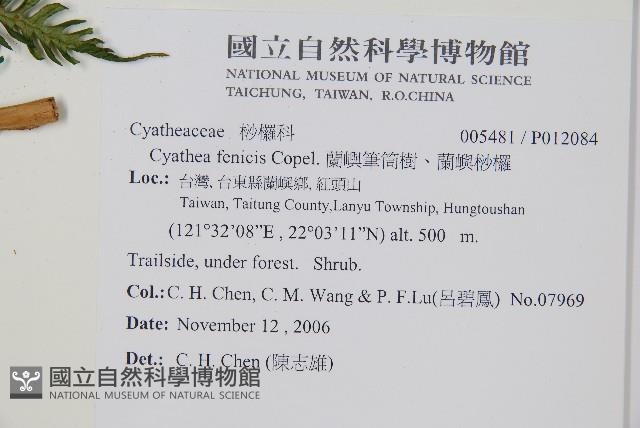 國立自然科學博物館
NATIONAL MUSEUM OF NATURAL SCIENCE
TAICHUNG, TAIWAN, R.O.CHINA
Cyatheaceae 桫欏科 005481 / P012084
Cyathea fenicis Copel. 蘭嶼筆筒樹、蘭嶼桫欏
Loc.: 台灣, 台東縣蘭嶼鄉, 紅頭山
Taiwan, Taitung County,Lanyu Township, Hungtoushan
(121°32'08”E , 22°03'11”N) alt. 500 m.
Trailside, under forest. Shrub.
Col.: C. H. Chen, C. M. Wang & P. F.Lu(呂碧鳳) No.07969
Date: November 12 , 2006
Det.: C. H. Chen (陳志雄)
國立自然科學博物館
NATIONAL MUSEUM OF NATURAL SCIENCE